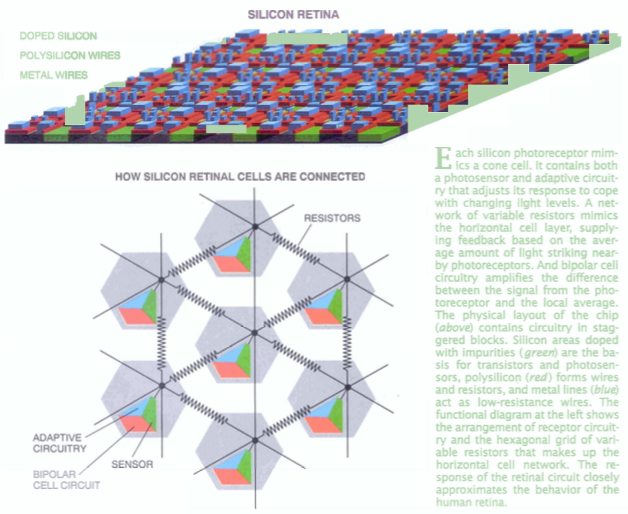 SILICON RETINA
DOPED SILICON
POLYSILICON WIRES
METAL WIRES
HOW SILICON RETINAL CELLS ARE CONNECTED
RESISTORS
ADAPTIVE
CIRCUITRY
BIPOLAR
CELL CIRCUIT
SENSOR
Each silicon photoreceptor mim-
ics a cone cell. It contains both
a photosensor and adaptive circuit-
ry that adjusts its response to cope
with changing light levels. A net-
work of variable resistors mimics
the horizontal cell layer, supply-
ing feedback based on the aver-
age amount of light striking near-
by photoreceptors. And bipolar cell
circuitry amplifies the difference
between the signal from the pho-
toreceptor and the local average.
The physical layout of the chip
(above) contains circuitry in stag-
gered blocks. Silicon areas doped
with impurities (green) are the ba-
sis for transistors and photosen-
sors, polysilicon (red) forms wires
and resistors, and metal lines (blue)
act as low-resistance wires. The
functional diagram at the left shows
the arrangement of receptor circuit-
ry and the hexagonal grid of vari-
able resistors that makes up the
horizontal cell network. The re-
sponse of the retinal circuit closely
approximates the behavior of the
human retina.